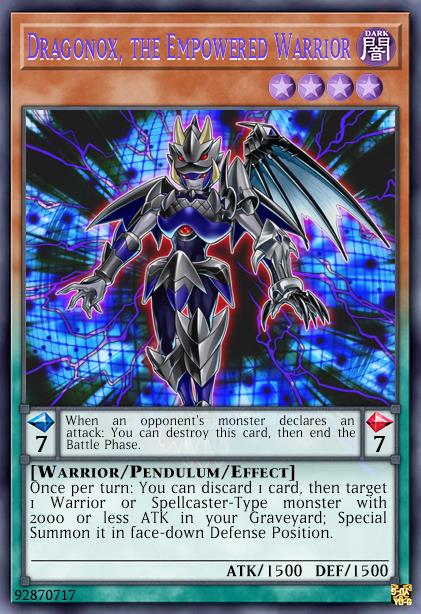 Dragonox, the Empowered Warrior
DARK
闇
When an opponent's monster declares an
attack: You can destroy this card, then end the
Battle Phase.
7
7
[Warrior/Pendulum/Effect]
Once per turn: You can discard 1 card, then target
1 Warrior or Spellcaster-Type monster with
2000 or less ATK in your Graveyard; Special
Summon it in face-down Defense Position.
ATK/1500 DEF/1500
92870717